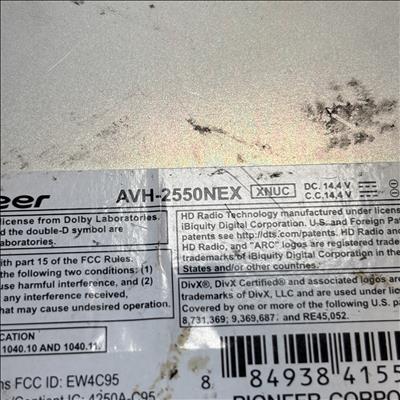 eer AVH-2550NEX XNUC DC. 14.4 V
C.C.14.4 V
license from Dolby Laboratories.
d the double-D symbol are
aboratories.
HD Radio Technology manufactured under licens
iBiquity Digital Corporation. U.S. and Foreign Pat
patents see http://dts.com/patents. HD Radio and
HD Radio, and "ARC" logos are registered trade
trademarks of iBiquity Digital Corporation in the
States and/or other countries.
with part 15 of the FCC Rules.
the following two conditions: (1)
use harmful interference, and (2)
any interference received,
that may cause undesired operation.
DivX®, DivX Certified® and associated logos are
trademarks of DivX, LLC and are used under licens
Covered by one or more of the following U.S. pa
8,731,369; 9,369,687; and RE45,052.
CATION
1040.10 AND 1040.11.
ns FCC ID: EW4C95
IC: 4250A-C95
8 84938 4155
PIONEER CORPO